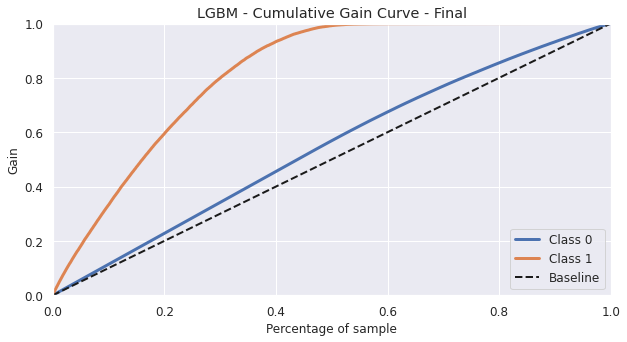 LGBM - Cumulative Gain Curve - Final
1.0
0.8
0.6
0.4
0.2
0.0
Gain
0.0 0.2 0.4 0.6 0.8 1.0
Percentage of sample
Class 0
Class 1
Baseline